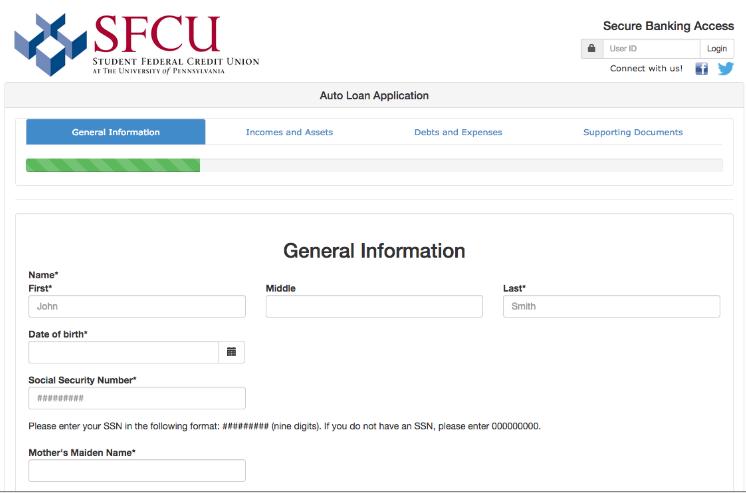 SFCU
STUDENT FEDERAL CREDIT UNION
AT THE UNIVERSITY of PENNSYLVANIA
Secure Banking Access
User ID
Login
Connect with us!
Auto Loan Application
General Information
Incomes and Assets
Debts and Expenses
Supporting Documents
General Information
Name*
First*
Middle
Last*
John
Smith
Date of birth*
Social Security Number*
#########
Please enter your SSN in the following format: ######### (nine digits). If you do not have an SSN, please enter 000000000.
Mother's Maiden Name*